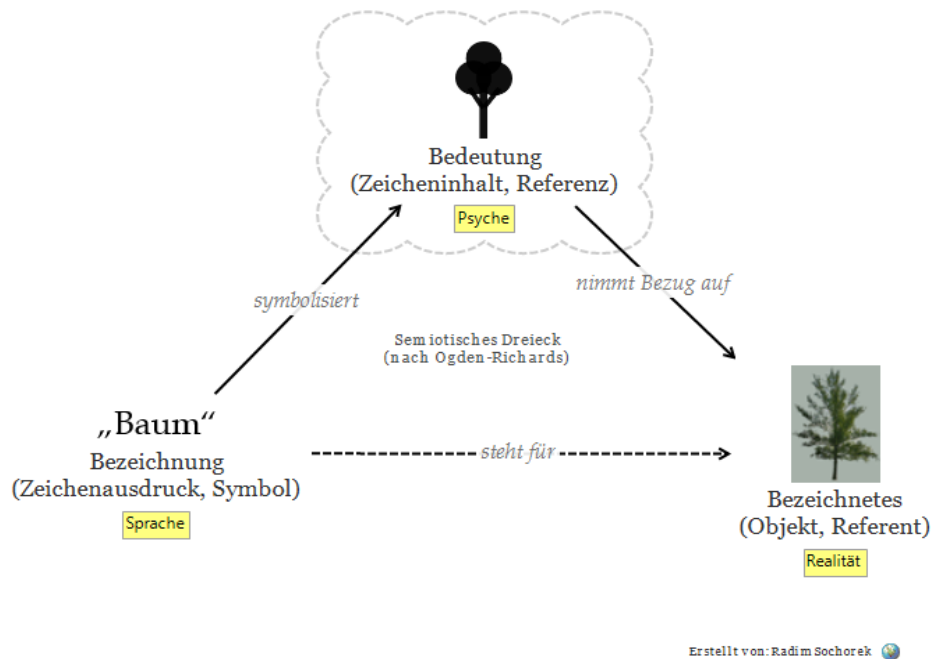 Bedeutung
(Zeicheninhalt, Referenz)
Psyche
symbolisiert
nimmt Bezug auf
Semiotisches Dreieck
(nach Ogden-Richards)
„Baum“
Bezeichnung
(Zeichenausdruck, Symbol)
Sprache
steht für
Bezeichnetes
(Objekt, Referent)
Realität
Erstellt von: Radim Sochorek